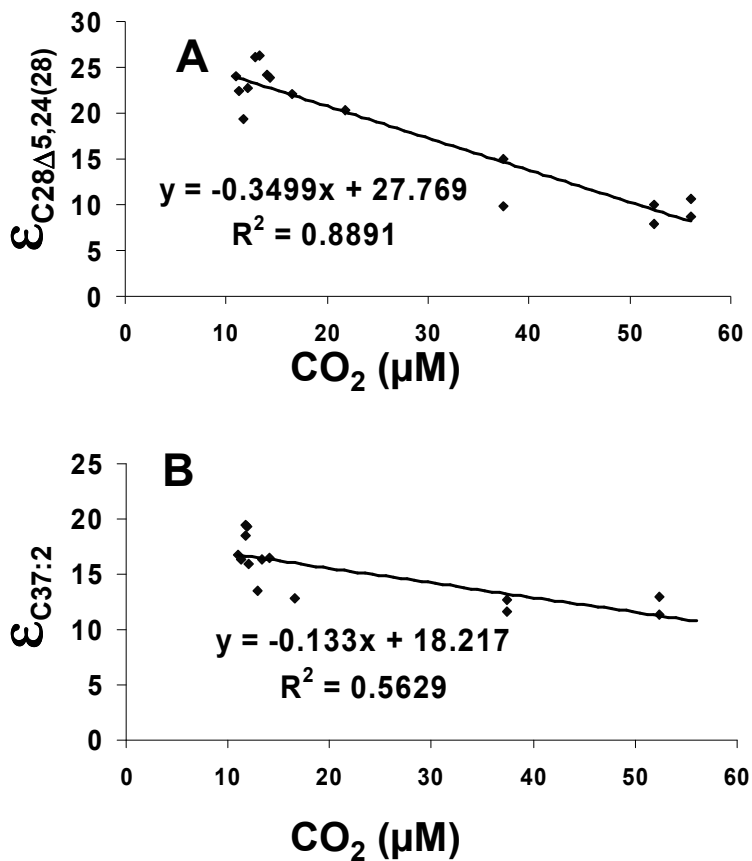 A
30
25
20
15
10
5
0
εC28Δ5,24(28)
y = -0.3499x + 27.769
R² = 0.8891
0 10 20 30 40 50 60
CO₂ (µM)
B
25
20
15
10
5
0
εC37:2
y = -0.133x + 18.217
R² = 0.5629
0 10 20 30 40 50 60
CO₂ (µM)